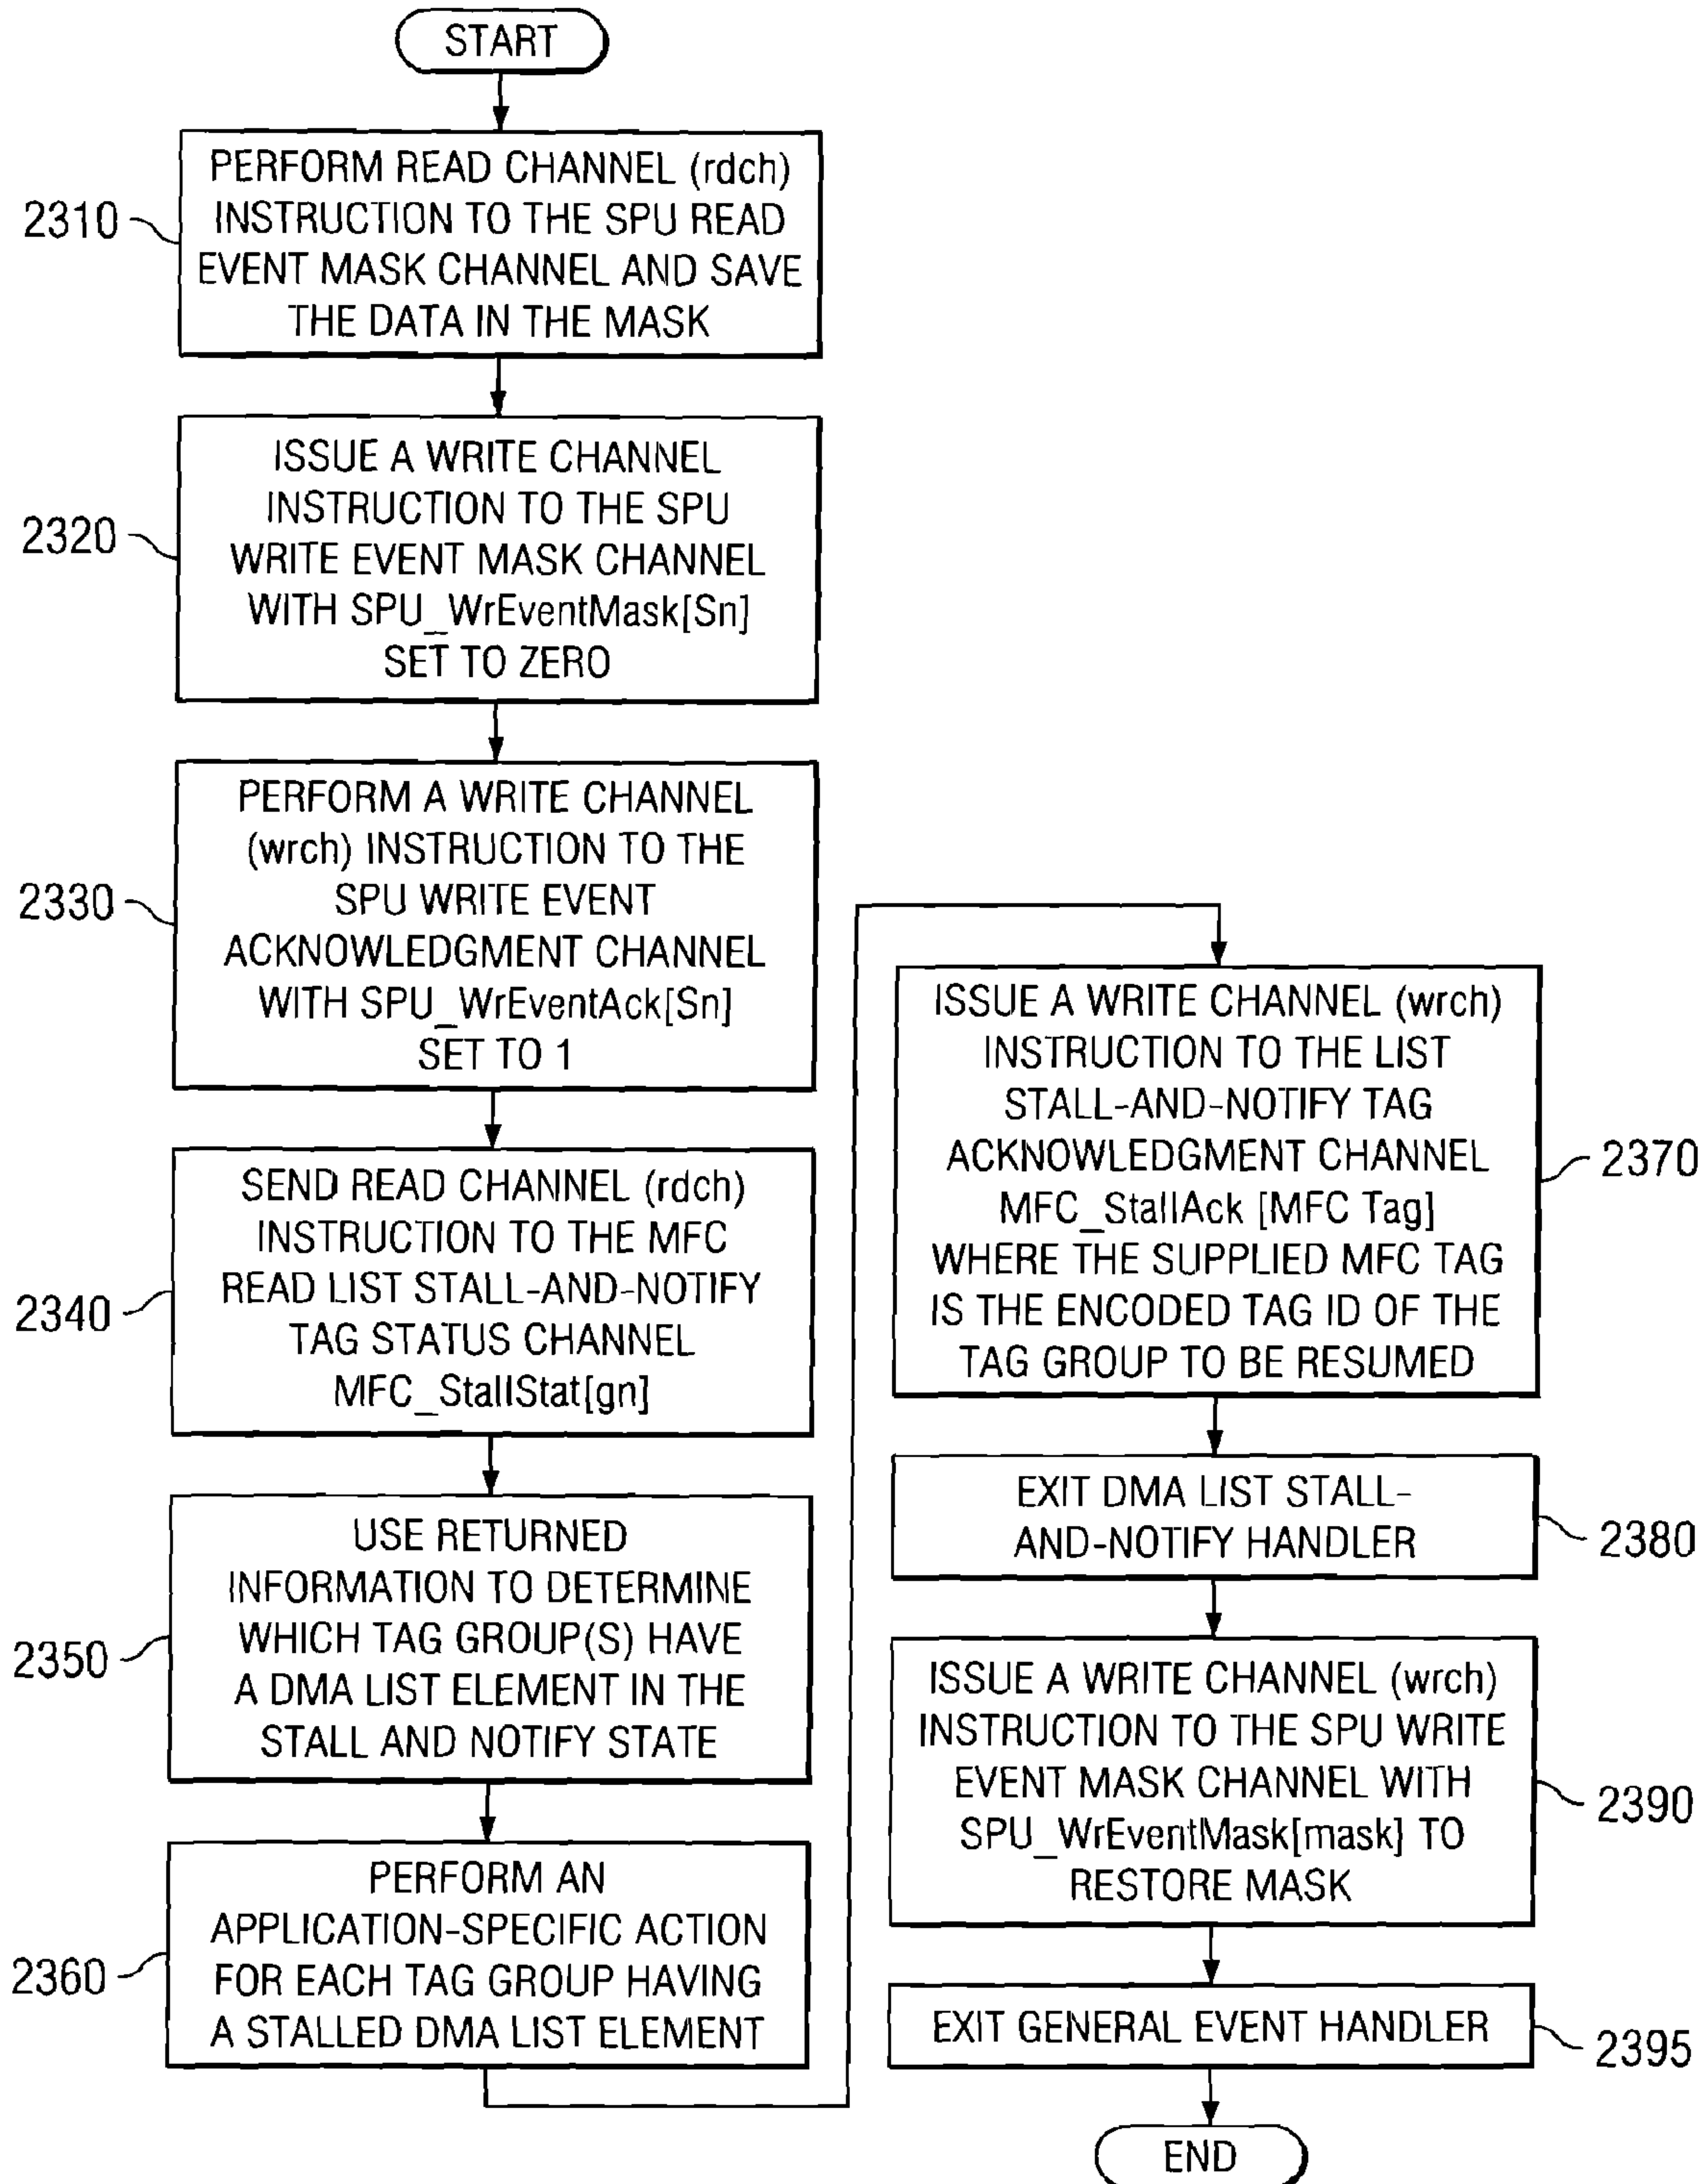 START
2310
PERFORM READ CHANNEL (rdch)
INSTRUCTION TO THE SPU READ
EVENT MASK CHANNEL AND SAVE
THE DATA IN THE MASK
2320
ISSUE A WRITE CHANNEL
INSTRUCTION TO THE SPU
WRITE EVENT MASK CHANNEL
WITH SPU_WrEventMask[Sn]
SET TO ZERO
2330
PERFORM A WRITE CHANNEL
(wrch) INSTRUCTION TO THE
SPU WRITE EVENT
ACKNOWLEDGMENT CHANNEL
WITH SPU_WrEventAck[Sn]
SET TO 1
2340
SEND READ CHANNEL (rdch)
INSTRUCTION TO THE MFC
READ LIST STALL-AND-NOTIFY
TAG STATUS CHANNEL
MFC_StallStat[gn]
2350
USE RETURNED
INFORMATION TO DETERMINE
WHICH TAG GROUP(S) HAVE
A DMA LIST ELEMENT IN THE
STALL AND NOTIFY STATE
2360
PERFORM AN
APPLICATION-SPECIFIC ACTION
FOR EACH TAG GROUP HAVING
A STALLED DMA LIST ELEMENT
ISSUE A WRITE CHANNEL (wrch)
INSTRUCTION TO THE LIST
STALL-AND-NOTIFY TAG
ACKNOWLEDGMENT CHANNEL
MFC_StallAck [MFC Tag]
WHERE THE SUPPLIED MFC TAG
IS THE ENCODED TAG ID OF THE
TAG GROUP TO BE RESUMED
2370
EXIT DMA LIST STALL-
AND-NOTIFY HANDLER
2380
ISSUE A WRITE CHANNEL (wrch)
INSTRUCTION TO THE SPU WRITE
EVENT MASK CHANNEL WITH
SPU_WrEventMask[mask] TO
RESTORE MASK
2390
EXIT GENERAL EVENT HANDLER
2395
END